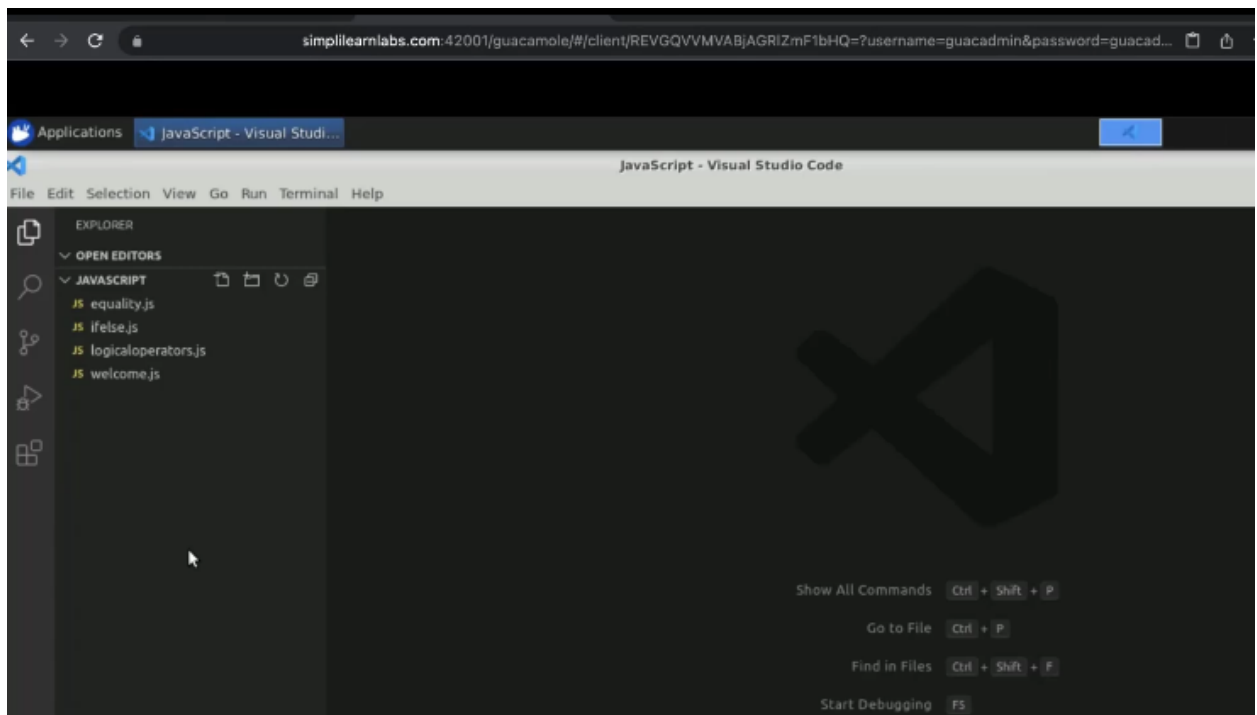 simplilearnlabs.com:42001/guacamole/#/client/REVGQVVMVABjAGRlZmF1bHQ=?username=guacadmin&password=guacad...
Applications JavaScript - Visual Studi...
JavaScript - Visual Studio Code
File Edit Selection View Go Run Terminal Help
EXPLORER
OPEN EDITORS
JAVASCRIPT
JS equality.js
JS ifelse.js
JS logicaloperators.js
JS welcome.js
Show All Commands Ctrl + Shift + P
Go to File Ctrl + P
Find in Files Ctrl + Shift + F
Start Debugging F5